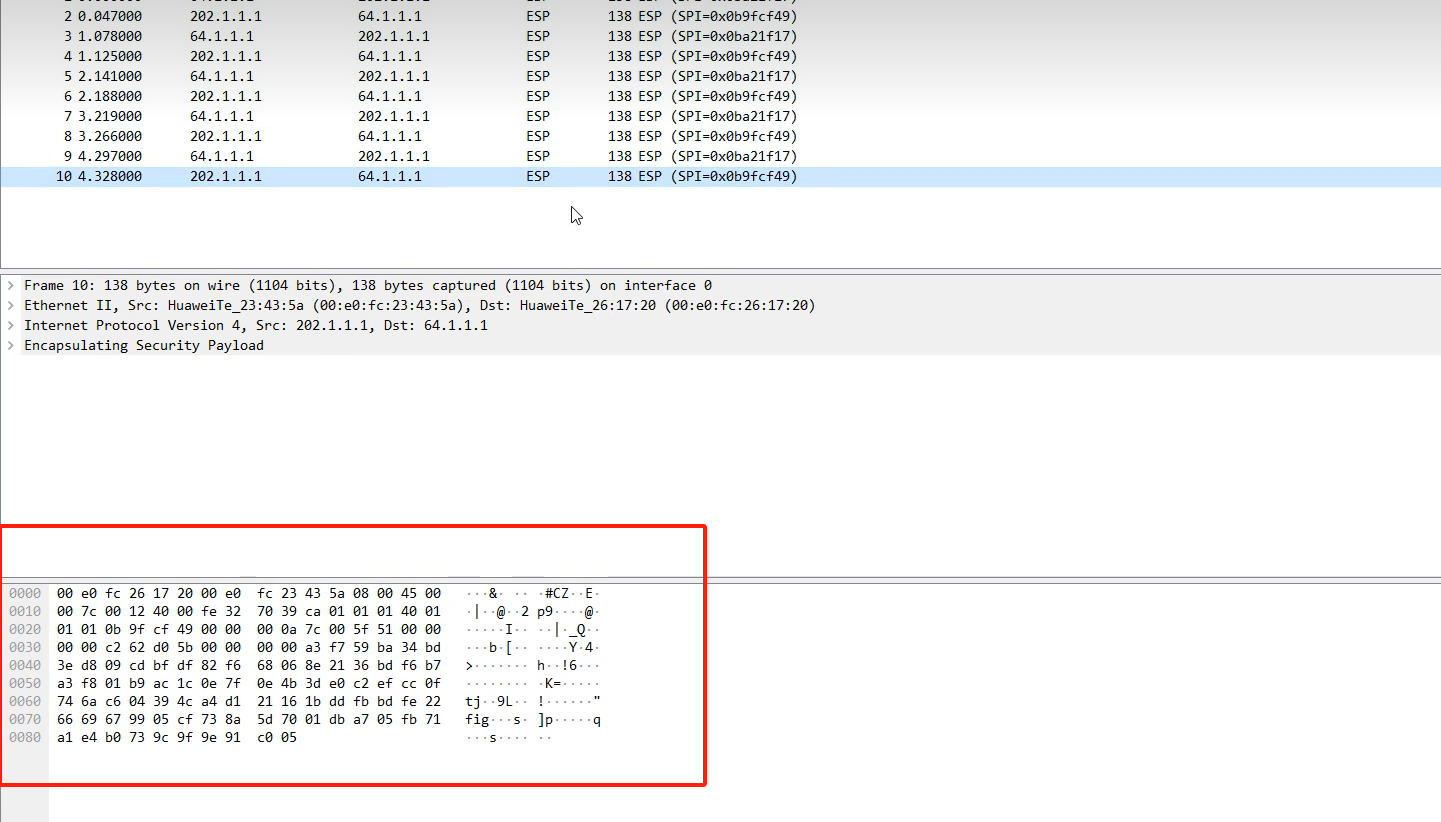 2 0.047000 202.1.1.1 64.1.1.1 ESP 138 ESP (SPI=0x0b9fcf49)
3 1.078000 64.1.1.1 202.1.1.1 ESP 138 ESP (SPI=0x0ba21f17)
4 1.125000 202.1.1.1 64.1.1.1 ESP 138 ESP (SPI=0x0b9fcf49)
5 2.141000 64.1.1.1 202.1.1.1 ESP 138 ESP (SPI=0x0ba21f17)
6 2.188000 202.1.1.1 64.1.1.1 ESP 138 ESP (SPI=0x0b9fcf49)
7 3.219000 64.1.1.1 202.1.1.1 ESP 138 ESP (SPI=0x0ba21f17)
8 3.266000 202.1.1.1 64.1.1.1 ESP 138 ESP (SPI=0x0b9fcf49)
9 4.297000 64.1.1.1 202.1.1.1 ESP 138 ESP (SPI=0x0ba21f17)
10 4.328000 202.1.1.1 64.1.1.1 ESP 138 ESP (SPI=0x0b9fcf49)
> Frame 10: 138 bytes on wire (1104 bits), 138 bytes captured (1104 bits) on interface 0
> Ethernet II, Src: HuaweiTe_23:43:5a (00:e0:fc:23:43:5a), Dst: HuaweiTe_26:17:20 (00:e0:fc:26:17:20)
> Internet Protocol Version 4, Src: 202.1.1.1, Dst: 64.1.1.1
> Encapsulating Security Payload
0000 00 e0 fc 26 17 20 00 e0 fc 23 43 5a 08 00 45 00 ···& ·· ·#CZ··E·
0010 00 7c 00 12 40 00 fe 32 70 39 ca 01 01 01 40 01 ·|··@··2 p9····@·
0020 01 01 0b 9f cf 49 00 00 00 0a 7c 00 5f 51 00 00 ·····I·· ··|·_Q··
0030 00 00 c2 62 d0 5b 00 00 00 00 a3 f7 59 ba 34 bd ···b·[·· ····Y·4·
0040 3e d8 09 cd bf df 82 f6 68 06 8e 21 36 bd f6 b7 >······· h··!6···
0050 a3 f8 01 b9 ac 1c 0e 7f 0e 4b 3d e0 c2 ef cc 0f ········ ·K=·····
0060 74 6a c6 04 39 4c a4 d1 21 16 1b dd fb bd fe 22 tj··9L·· !······"
0070 66 69 67 99 05 cf 73 8a 5d 70 01 db a7 05 fb 71 fig···s· ]p·····q
0080 a1 e4 b0 73 9c 9f 9e 91 c0 05 ···s···· ··